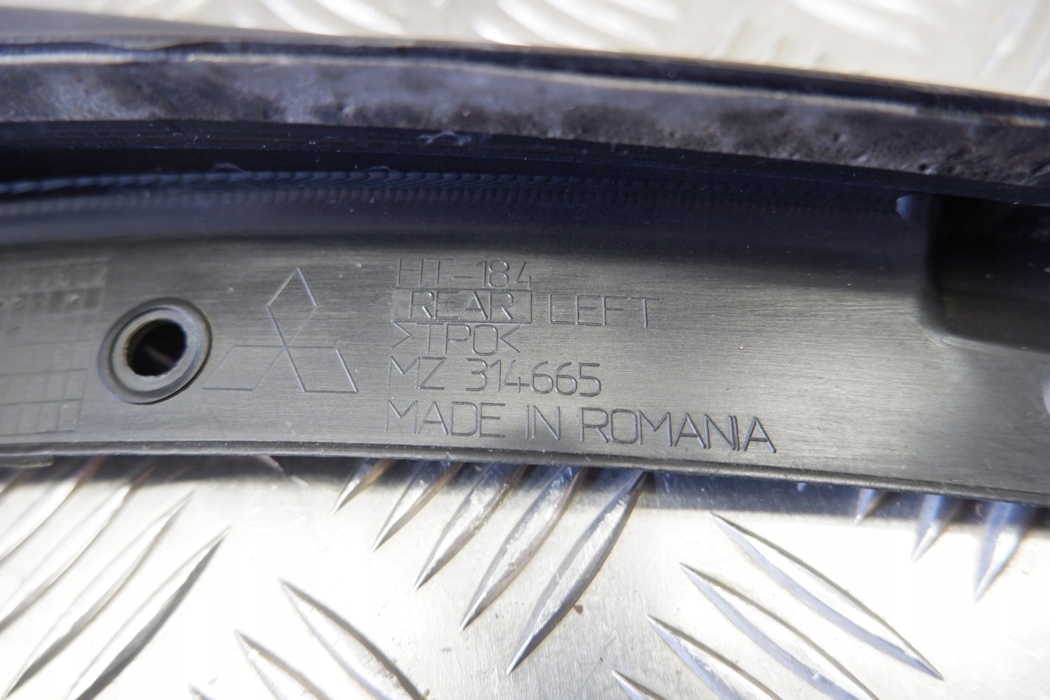 HT-184
REAR LEFT
>TPO<
MZ 314665
MADE IN ROMANIA